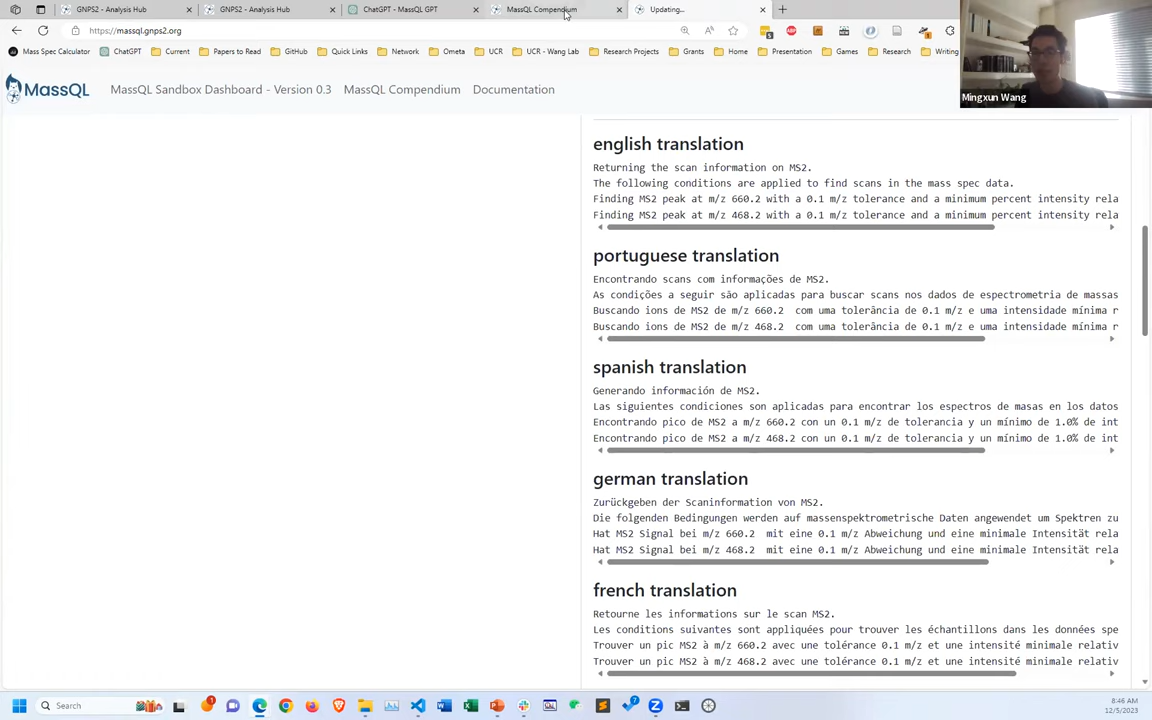 GNPS2 - Analysis Hub
GNPS2 - Analysis Hub
ChatGPT - MassQL GPT
MassQL Compendium
Updating...
https://massql.gnps2.org
Mass Spec Calculator
ChatGPT
Current
Papers to Read
GitHub
Quick Links
Network
Ometa
UCR
UCR - Wang Lab
Research Projects
Grants
Home
Presentation
Games
Research
Writing
Mingxun Wang
MassQL
MassQL Sandbox Dashboard - Version 0.3
MassQL Compendium
Documentation
english translation
Returning the scan information on MS2.
The following conditions are applied to find scans in the mass spec data.
Finding MS2 peak at m/z 660.2 with a 0.1 m/z tolerance and a minimum percent intensity rela
Finding MS2 peak at m/z 468.2 with a 0.1 m/z tolerance and a minimum percent intensity rela
portuguese translation
Encontrando scans com informações de MS2.
As condições a seguir são aplicadas para buscar scans nos dados de espectrometria de massas
Buscando ions de MS2 de m/z 660.2 com uma tolerância de 0.1 m/z e uma intensidade mínima r
Buscando ions de MS2 de m/z 468.2 com uma tolerância de 0.1 m/z e uma intensidade mínima r
spanish translation
Generando información de MS2.
Las siguientes condiciones son aplicadas para encontrar los espectros de masas en los datos
Encontrando pico de MS2 a m/z 660.2 con un 0.1 m/z de tolerancia y un mínimo de 1.0% de int
Encontrando pico de MS2 a m/z 468.2 con un 0.1 m/z de tolerancia y un mínimo de 1.0% de int
german translation
Zurückgeben der Scaninformation von MS2.
Die folgenden Bedingungen werden auf massenspektrometrische Daten angewendet um Spektren zu
Hat MS2 Signal bei m/z 660.2 mit eine 0.1 m/z Abweichung und eine minimale Intensität rela
Hat MS2 Signal bei m/z 468.2 mit eine 0.1 m/z Abweichung und eine minimale Intensität rela
french translation
Retourne les informations sur le scan MS2.
Les conditions suivantes sont appliquées pour trouver les échantillons dans les données spe
Trouver un pic MS2 à m/z 660.2 avec une tolérance 0.1 m/z et une intensité minimale relativ
Trouver un pic MS2 à m/z 468.2 avec une tolérance 0.1 m/z et une intensité minimale relativ
Search
8:46 AM
12/5/2023